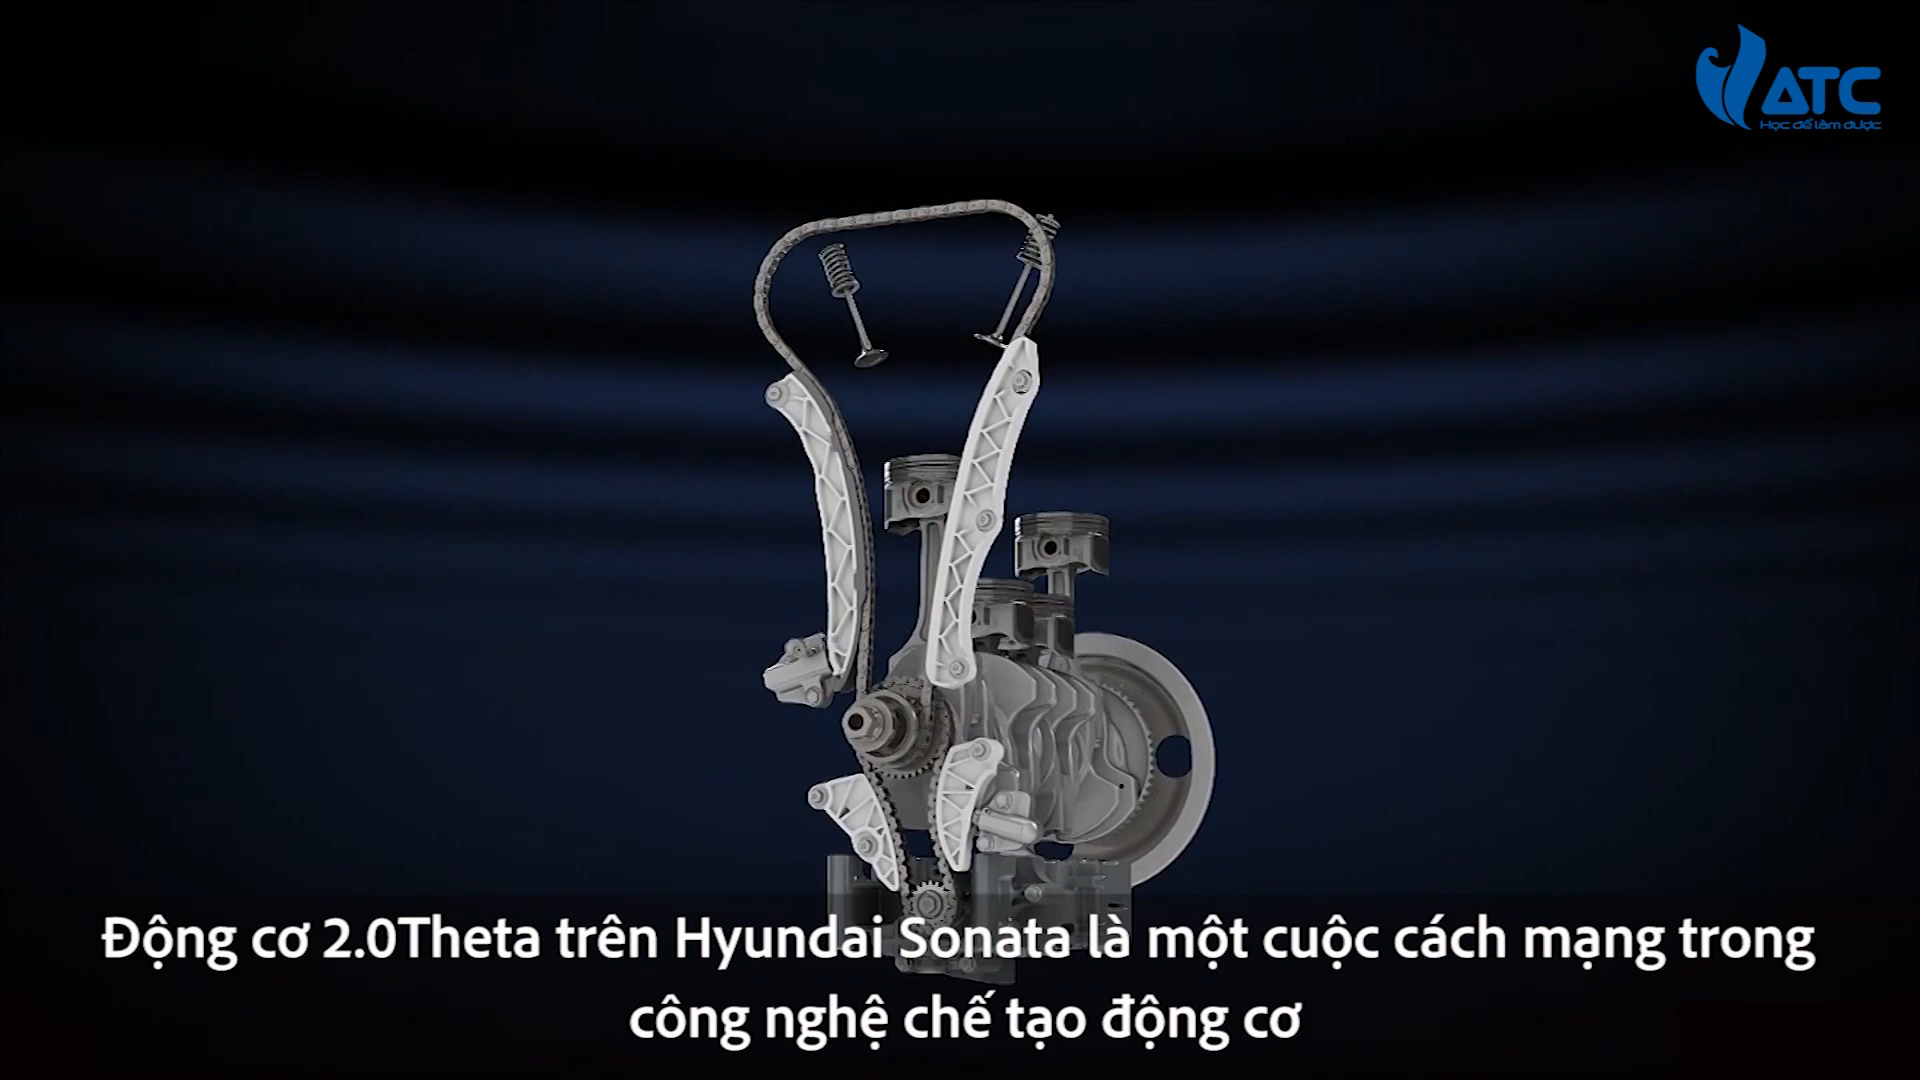 VATC
Học để làm được
Động cơ 2.0Theta trên Hyundai Sonata là một cuộc cách mạng trong
công nghệ chế tạo động cơ